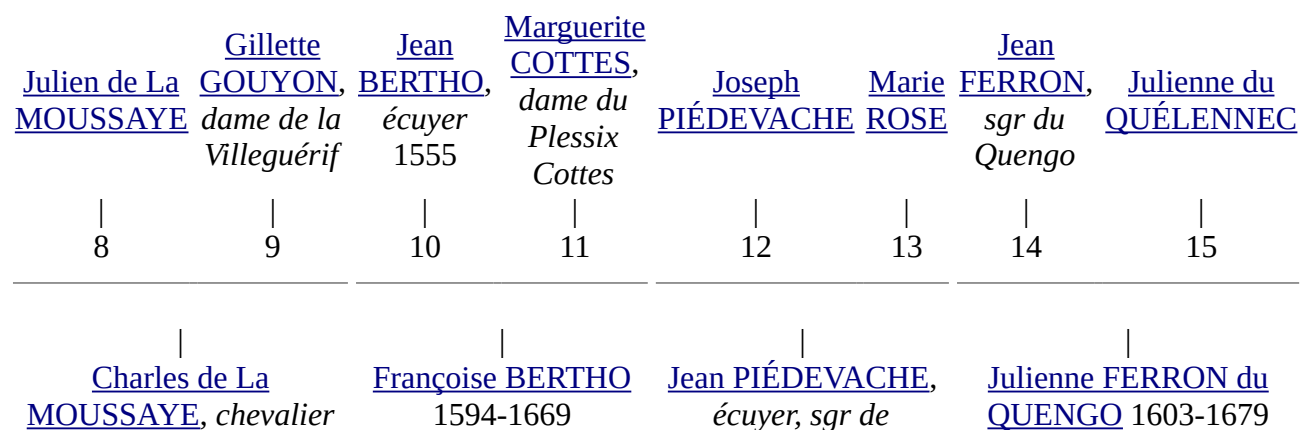 Julien de La
MOUSSAYE
Gillette
GOUYON,
dame de la
Villeguérif
Jean
BERTHO,
écuyer
1555
Marguerite
COTTES,
dame du
Plessix
Cottes
Joseph
PIÉDEVACHE
Marie
ROSE
Jean
FERRON,
sgr du
Quengo
Julienne du
QUÉLENNEC
| | | | | | | |
8 9 10 11 12 13 14 15
| | | |
Charles de La
MOUSSAYE, chevalier
Françoise BERTHO
1594-1669
Jean PIÉDEVACHE,
écuyer, sgr de
Julienne FERRON du
QUENGO 1603-1679